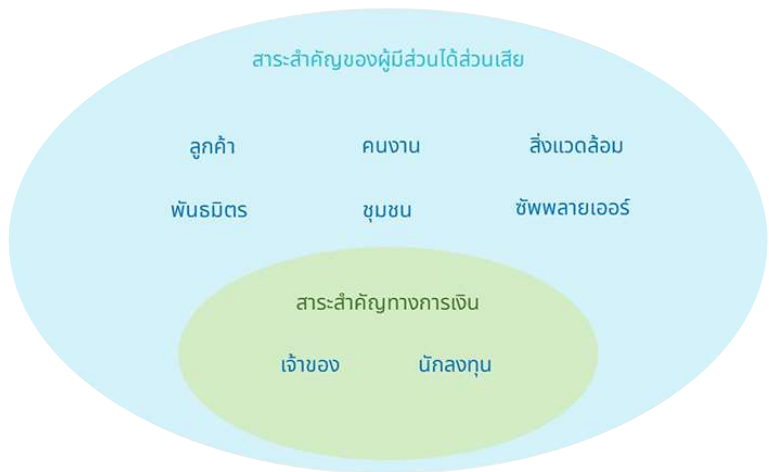 สาระสำคัญของผู้มีส่วนได้ส่วนเสีย
ลูกค้า คนงาน สิ่งแวดล้อม
พันธมิตร ชุมชน ซัพพลายเออร์
สาระสำคัญทางการเงิน
เจ้าของ นักลงทุน